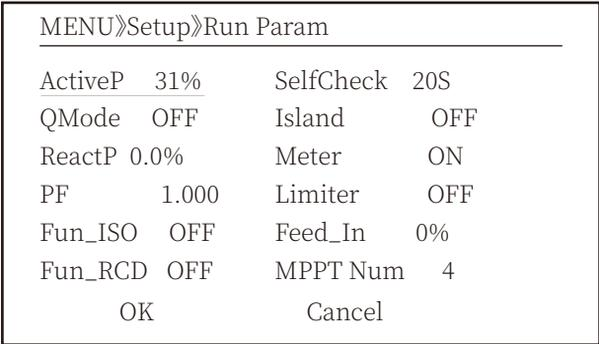 MENU》Setup》Run Param
ActiveP 31% SelfCheck 20S
QMode OFF Island OFF
ReactP 0.0% Meter ON
PF 1.000 Limiter OFF
Fun_ISO OFF Feed_In 0%
Fun_RCD OFF MPPT Num 4
OK Cancel